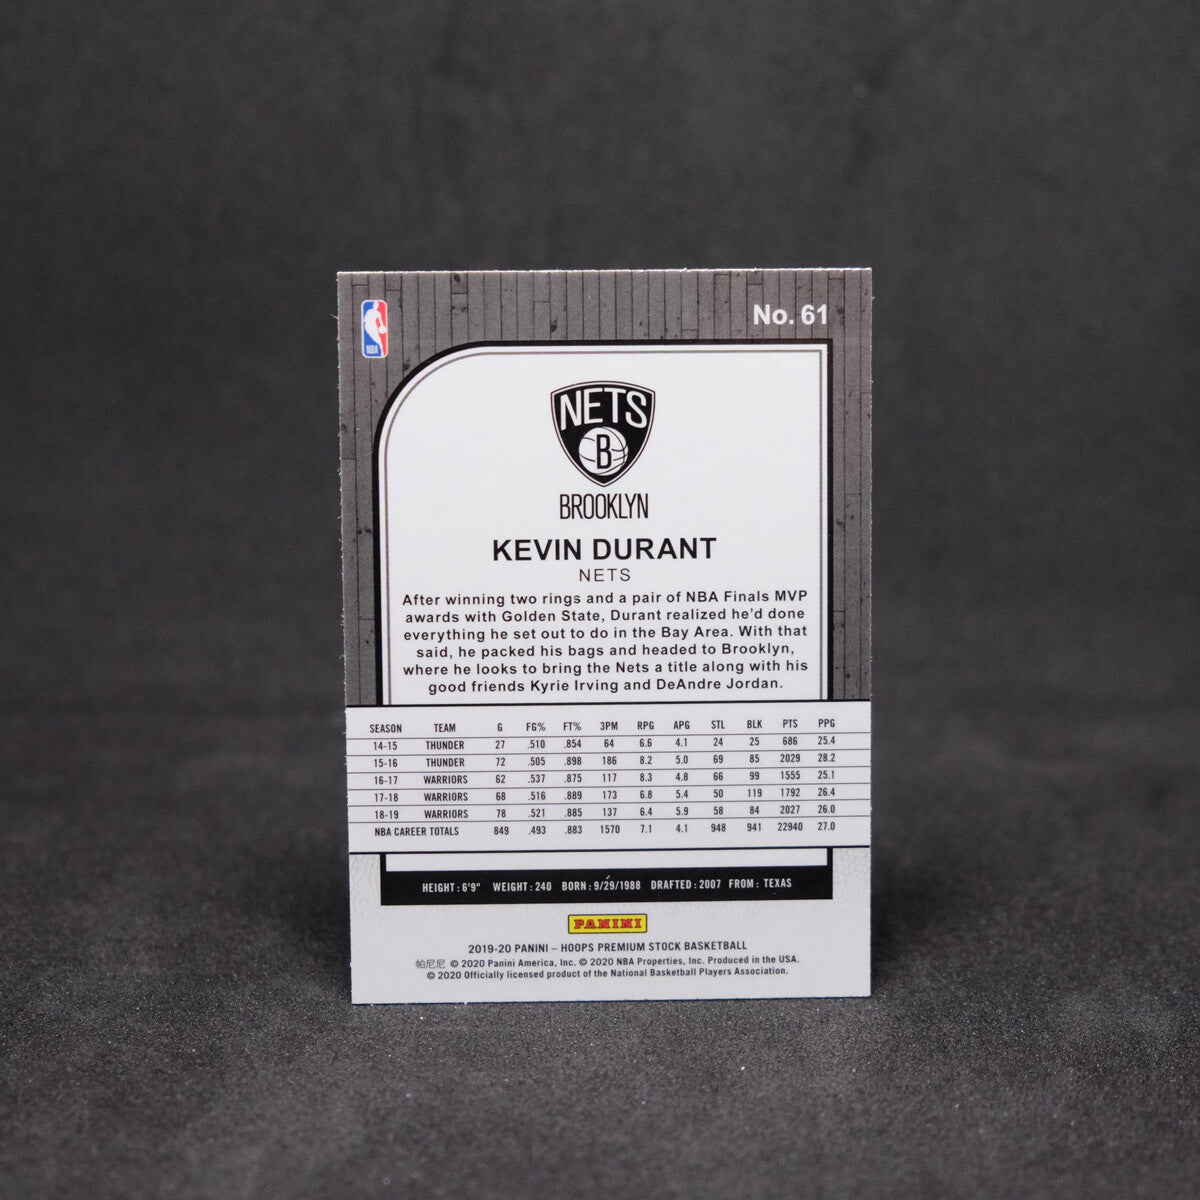 No. 61
NBA
NETS
B
BROOKLYN
KEVIN DURANT
NETS
After winning two rings and a pair of NBA Finals MVP
awards with Golden State, Durant realized he'd done
everything he set out to do in the Bay Area. With that
said, he packed his bags and headed to Brooklyn,
where he looks to bring the Nets a title along with his
good friends Kyrie Irving and DeAndre Jordan.
SEASON TEAM G FG% FT% 3PM RPG APG STL BLK PTS PPG
14-15 THUNDER 27 .510 .854 64 6.6 4.1 24 25 686 25.4
15-16 THUNDER 72 .505 .898 186 8.2 5.0 69 85 2029 28.2
16-17 WARRIORS 62 .537 .875 117 8.3 4.8 66 99 1555 25.1
17-18 WARRIORS 68 .516 .889 173 6.8 5.4 50 119 1792 26.4
18-19 WARRIORS 78 .521 .885 137 6.4 5.9 58 84 2027 26.0
NBA CAREER TOTALS 849 .493 .883 1570 7.1 4.1 948 941 22940 27.0
HEIGHT: 6'9" WEIGHT: 240 BORN: 9/29/1988 DRAFTED: 2007 FROM: TEXAS
PANINI
2019-20 PANINI – HOOPS PREMIUM STOCK BASKETBALL
帕尼尼 © 2020 Panini America, Inc. © 2020 NBA Properties, Inc. Produced in the USA.
© 2020 Officially licensed product of the National Basketball Players Association.